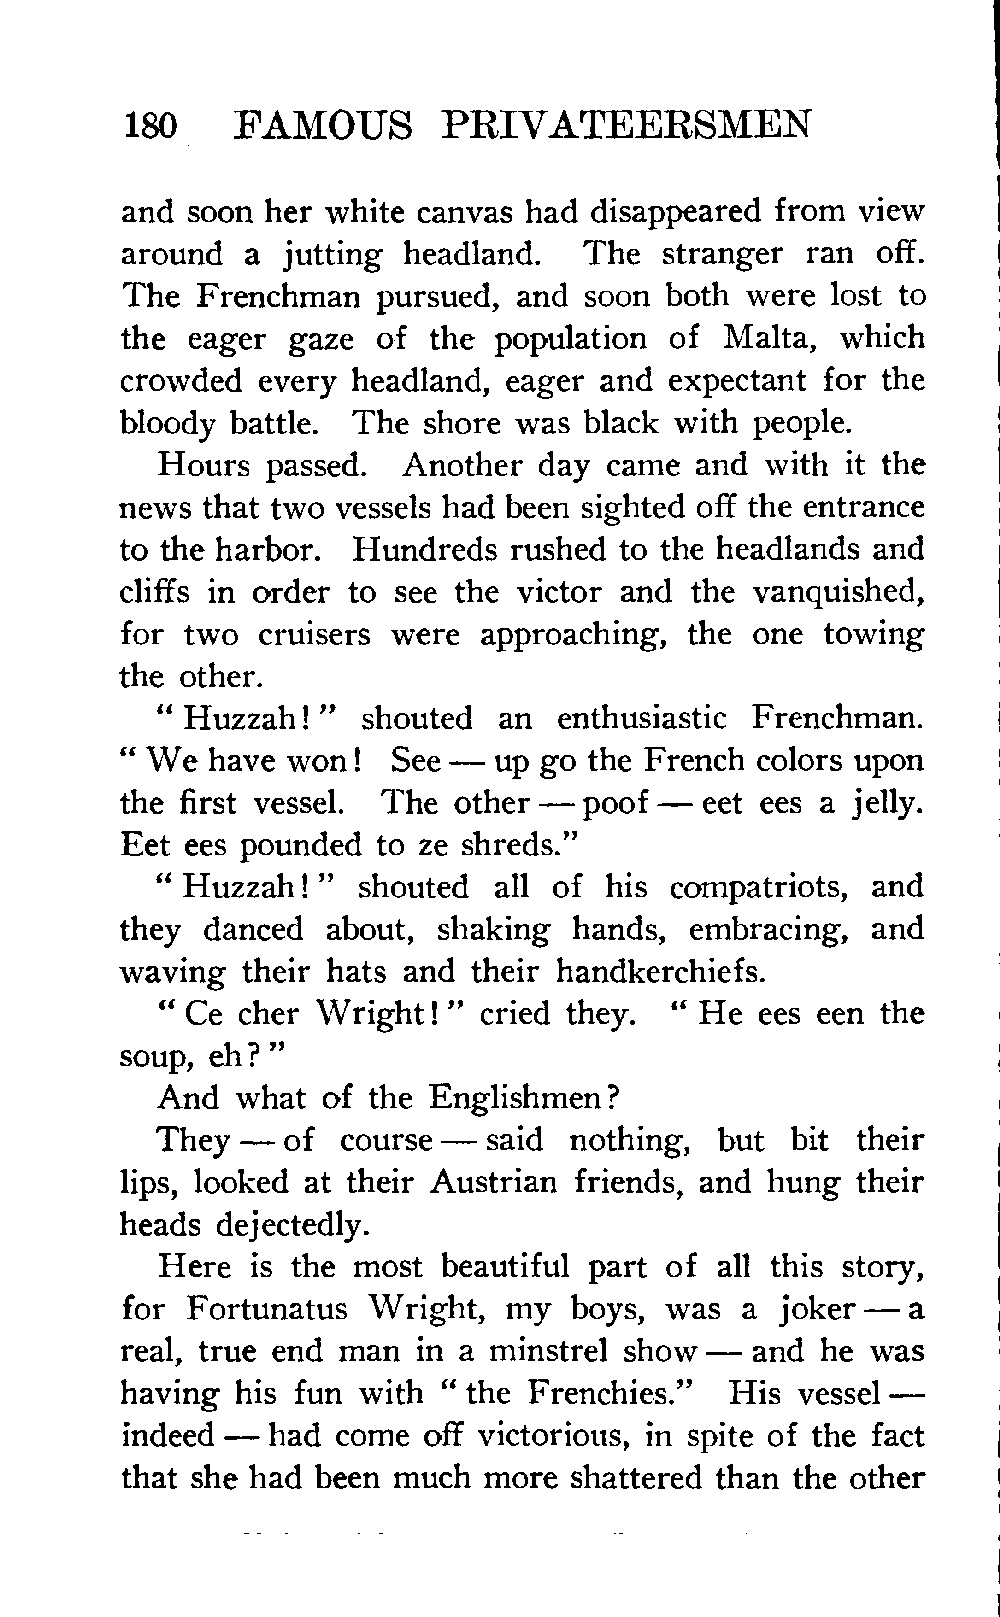 180 FAMOUS PRIVATEERSMEN
and soon her white canvas had disappeared from view
around a jutting headland. The stranger ran off.
The Frenchman pursued, and soon both were lost to
the eager gaze of the population of Malta, which
crowded every headland, eager and expectant for the
bloody battle. The shore was black with people.
Hours passed. Another day came and with it the
news that two vessels had been sighted off the entrance
to the harbor. Hundreds rushed to the headlands and
cliffs in order to see the victor and the vanquished,
for two cruisers were approaching, the one towing
the other.
“ Huzzah! ” shouted an enthusiastic Frenchman.
“ We have won! See — up go the French colors upon
the first vessel. The other — poof — eet ees a jelly.
Eet ees pounded to ze shreds.”
“ Huzzah! ” shouted all of his compatriots, and
they danced about, shaking hands, embracing, and
waving their hats and their handkerchiefs.
“ Ce cher Wright! ” cried they. “ He ees een the
soup, eh? ”
And what of the Englishmen?
They — of course — said nothing, but bit their
lips, looked at their Austrian friends, and hung their
heads dejectedly.
Here is the most beautiful part of all this story,
for Fortunatus Wright, my boys, was a joker — a
real, true end man in a minstrel show — and he was
having his fun with “ the Frenchies.” His vessel —
indeed — had come off victorious, in spite of the fact
that she had been much more shattered than the other